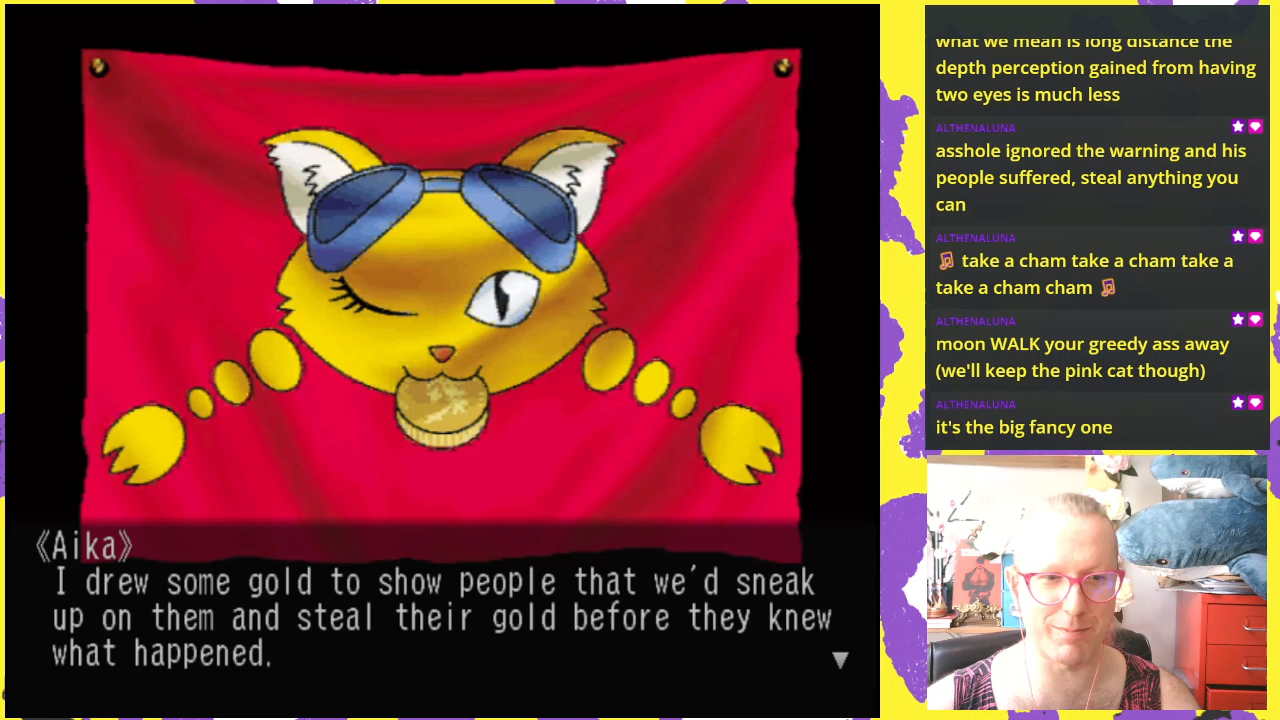 《Aika》
I drew some gold to show people that we'd sneak
up on them and steal their gold before they knew
what happened.
what we mean is long distance the
depth perception gained from having
two eyes is much less
ALTHENALUNA
asshole ignored the warning and his
people suffered, steal anything you
can
ALTHENALUNA
🎵 take a cham take a cham take a
take a cham cham 🎵
ALTHENALUNA
moon WALK your greedy ass away
(we'll keep the pink cat though)
ALTHENALUNA
it's the big fancy one